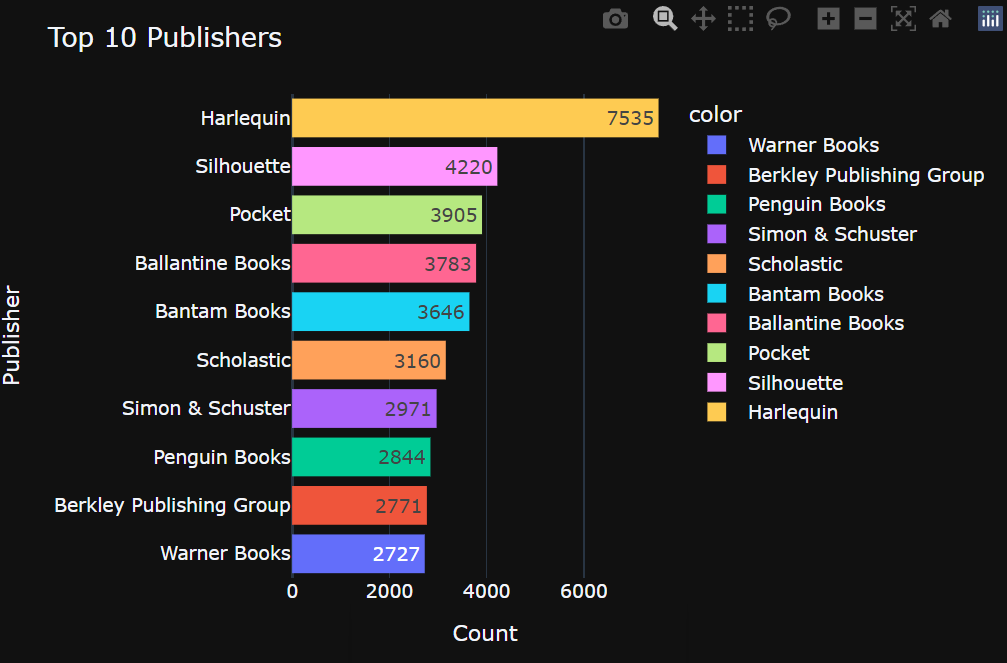 Top 10 Publishers
Publisher
Harlequin 7535
Silhouette 4220
Pocket 3905
Ballantine Books 3783
Bantam Books 3646
Scholastic 3160
Simon & Schuster 2971
Penguin Books 2844
Berkley Publishing Group 2771
Warner Books 2727
0 2000 4000 6000
Count
color
Warner Books
Berkley Publishing Group
Penguin Books
Simon & Schuster
Scholastic
Bantam Books
Ballantine Books
Pocket
Silhouette
Harlequin